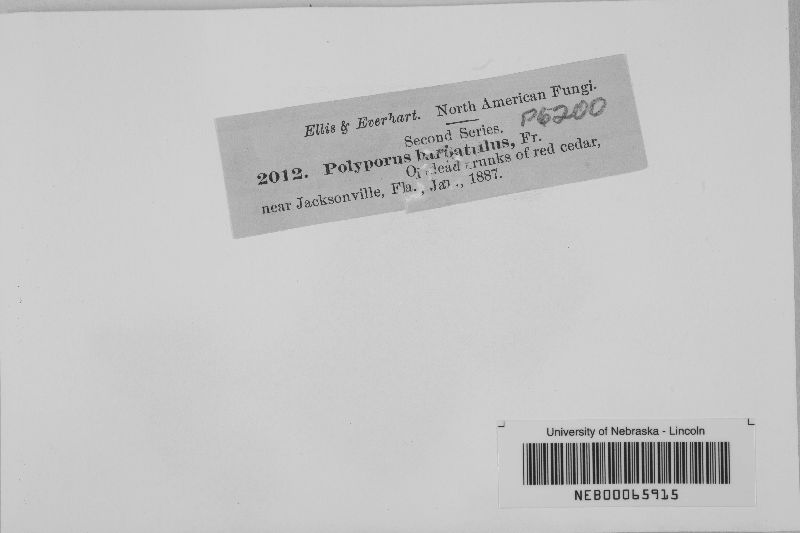 Ellis & Everhart. North American Fungi.
Second Series.
P6200
2012. Polyporus barbatulus, Fr.
On dead trunks of red cedar,
near Jacksonville, Fla., Jan., 1887.
University of Nebraska - Lincoln
NEB00065915